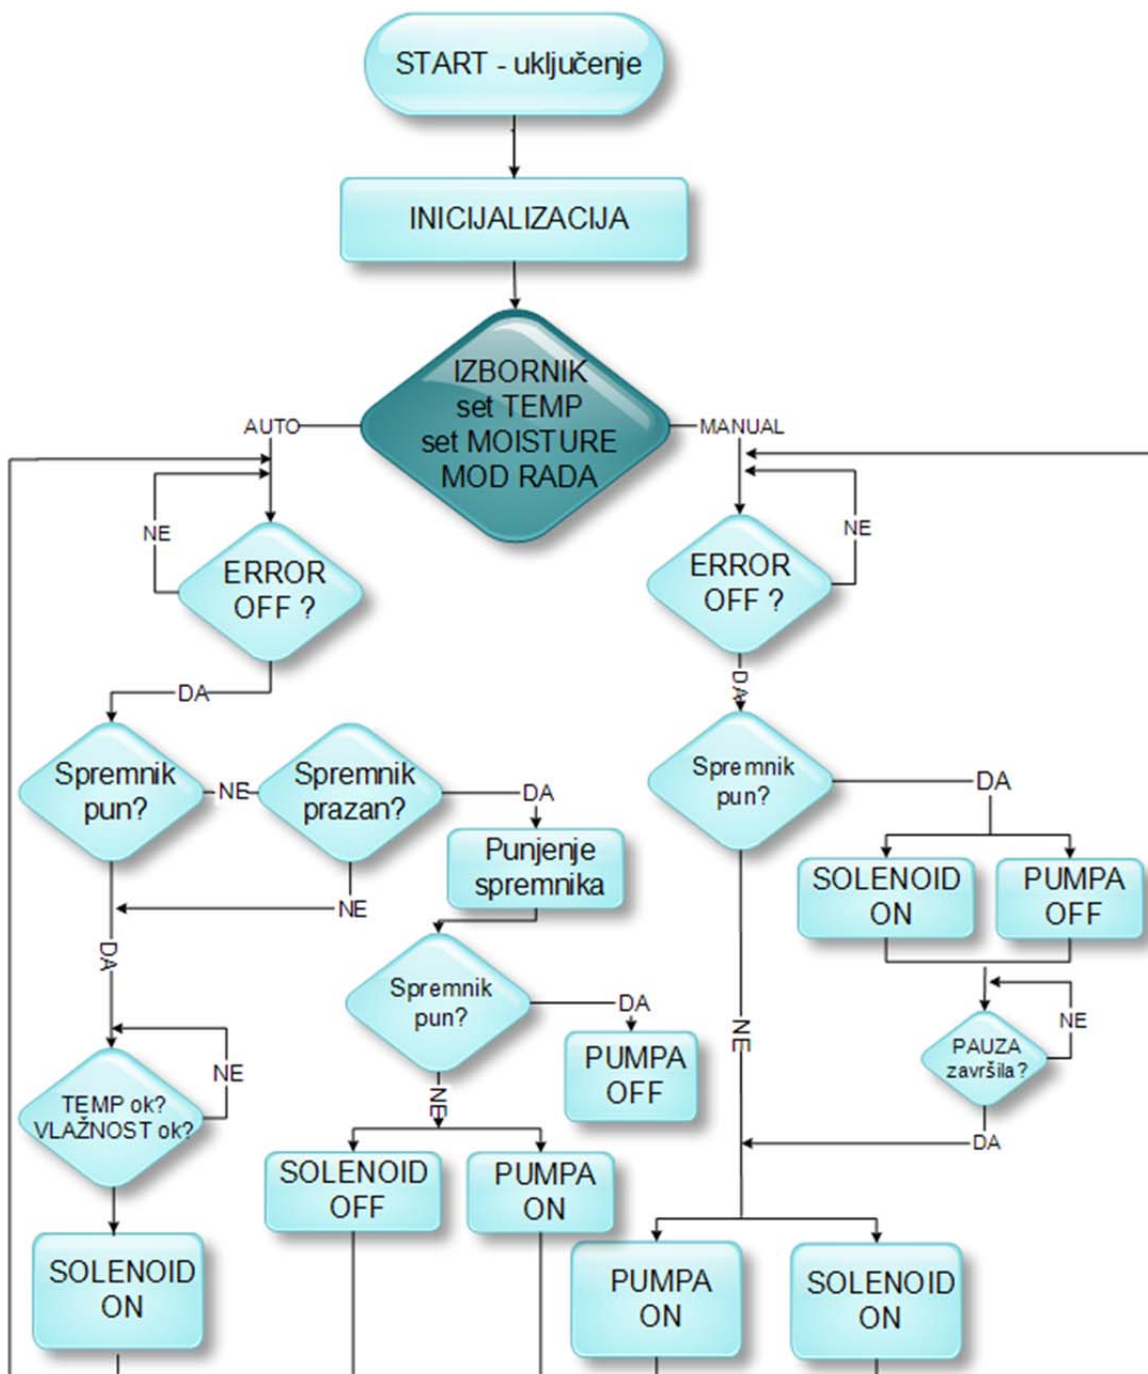 START - uključenje
INICIJALIZACIJA
IZBORNIK
set TEMP
set MOISTURE
MOD RADA
AUTO
MANUAL
NE
ERROR
OFF ?
NE
ERROR
OFF ?
DA
DA
Spremnik
pun?
NE
Spremnik
prazan?
DA
Punjenje
spremnika
NE
DA
Spremnik
pun?
DA
PUMPA
OFF
NE
SOLENOID
OFF
PUMPA
ON
NE
TEMP ok?
VLAŽNOST ok?
SOLENOID
ON
Spremnik
pun?
DA
SOLENOID
ON
PUMPA
OFF
NE
PAUZA
završila?
NE
DA
PUMPA
ON
SOLENOID
ON